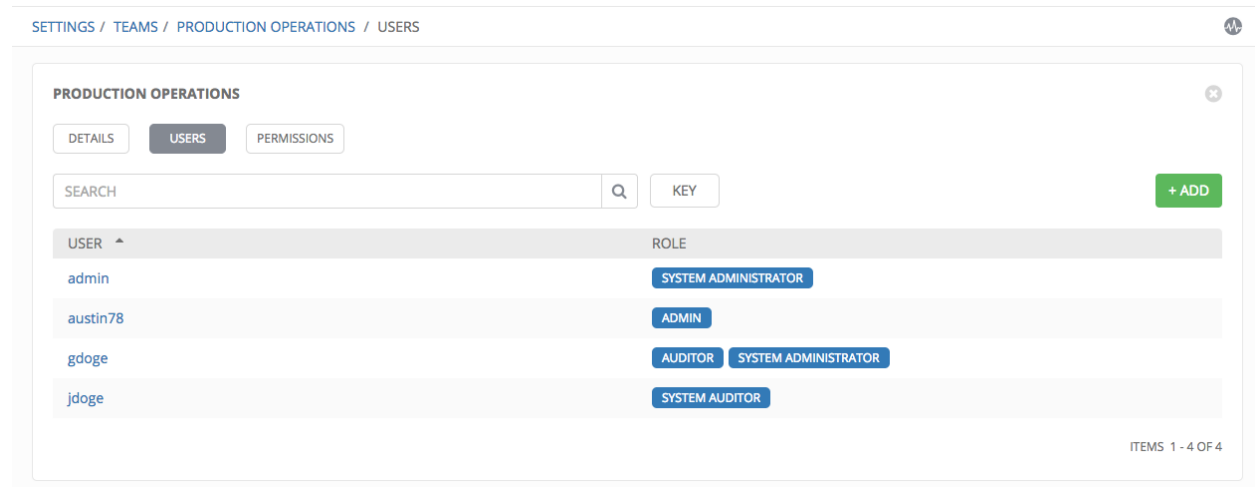 SETTINGS / TEAMS / PRODUCTION OPERATIONS / USERS
PRODUCTION OPERATIONS
DETAILS USERS PERMISSIONS
SEARCH KEY + ADD
USER ROLE
admin SYSTEM ADMINISTRATOR
austin78 ADMIN
gdoge AUDITOR SYSTEM ADMINISTRATOR
jdoge SYSTEM AUDITOR
ITEMS 1 - 4 OF 4